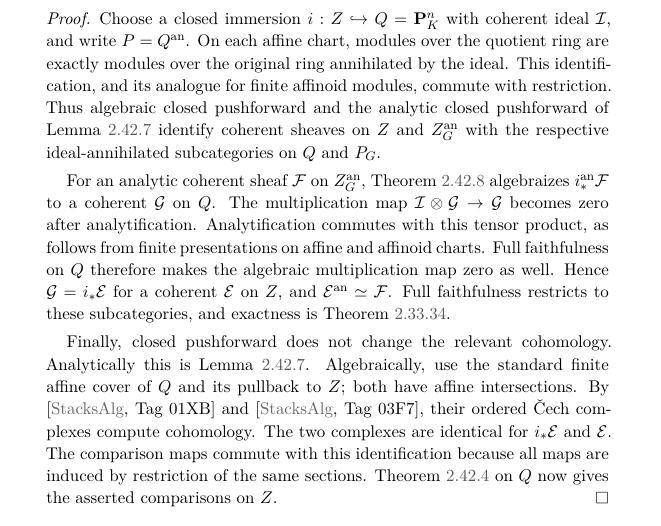 Proof. Choose a closed immersion i : Z ↪ Q = P^n_K with coherent ideal ℐ,
and write P = Q^an. On each affine chart, modules over the quotient ring are
exactly modules over the original ring annihilated by the ideal. This identifi-
cation, and its analogue for finite affinoid modules, commute with restriction.
Thus algebraic closed pushforward and the analytic closed pushforward of
Lemma 2.42.7 identify coherent sheaves on Z and Z^an_G with the respective
ideal-annihilated subcategories on Q and P_G.
For an analytic coherent sheaf ℱ on Z^an_G, Theorem 2.42.8 algebraizes i^an_*ℱ
to a coherent 𝒢 on Q. The multiplication map ℐ ⊗ 𝒢 → 𝒢 becomes zero
after analytification. Analytification commutes with this tensor product, as
follows from finite presentations on affine and affinoid charts. Full faithfulness
on Q therefore makes the algebraic multiplication map zero as well. Hence
𝒢 = i_*ℰ for a coherent ℰ on Z, and ℰ^an ≃ ℱ. Full faithfulness restricts to
these subcategories, and exactness is Theorem 2.33.34.
Finally, closed pushforward does not change the relevant cohomology.
Analytically this is Lemma 2.42.7. Algebraically, use the standard finite
affine cover of Q and its pullback to Z; both have affine intersections. By
[StacksAlg, Tag 01XB] and [StacksAlg, Tag 03F7], their ordered Čech com-
plexes compute cohomology. The two complexes are identical for i_*ℰ and ℰ.
The comparison maps commute with this identification because all maps are
induced by restriction of the same sections. Theorem 2.42.4 on Q now gives
the asserted comparisons on Z. □